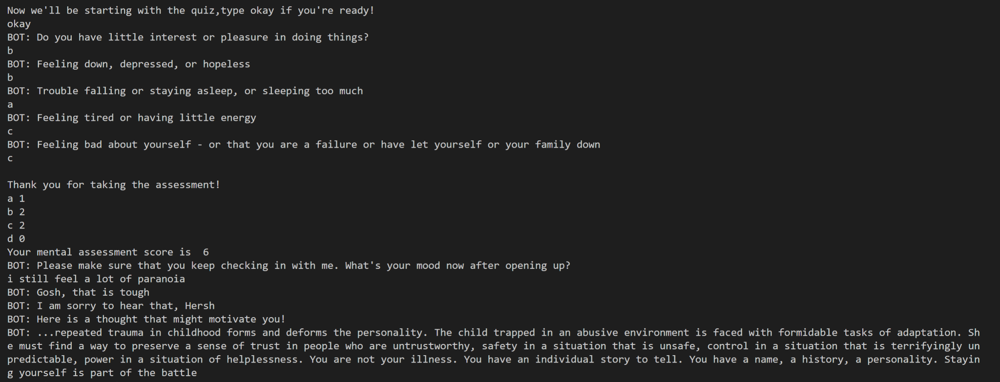 Now we'll be starting with the quiz,type okay if you're ready!
okay
BOT: Do you have little interest or pleasure in doing things?
b
BOT: Feeling down, depressed, or hopeless
b
BOT: Trouble falling or staying asleep, or sleeping too much
a
BOT: Feeling tired or having little energy
c
BOT: Feeling bad about yourself - or that you are a failure or have let yourself or your family down
c
Thank you for taking the assessment!
a 1
b 2
c 2
d 0
Your mental assessment score is  6
BOT: Please make sure that you keep checking in with me. What's your mood now after opening up?
i still feel a lot of paranoia
BOT: Gosh, that is tough
BOT: I am sorry to hear that, Hersh
BOT: Here is a thought that might motivate you!
BOT: ...repeated trauma in childhood forms and deforms the personality. The child trapped in an abusive environment is faced with formidable tasks of adaptation. Sh
e must find a way to preserve a sense of trust in people who are untrustworthy, safety in a situation that is unsafe, control in a situation that is terrifyingly un
predictable, power in a situation of helplessness. You are not your illness. You have an individual story to tell. You have a name, a history, a personality. Stayin
g yourself is part of the battle